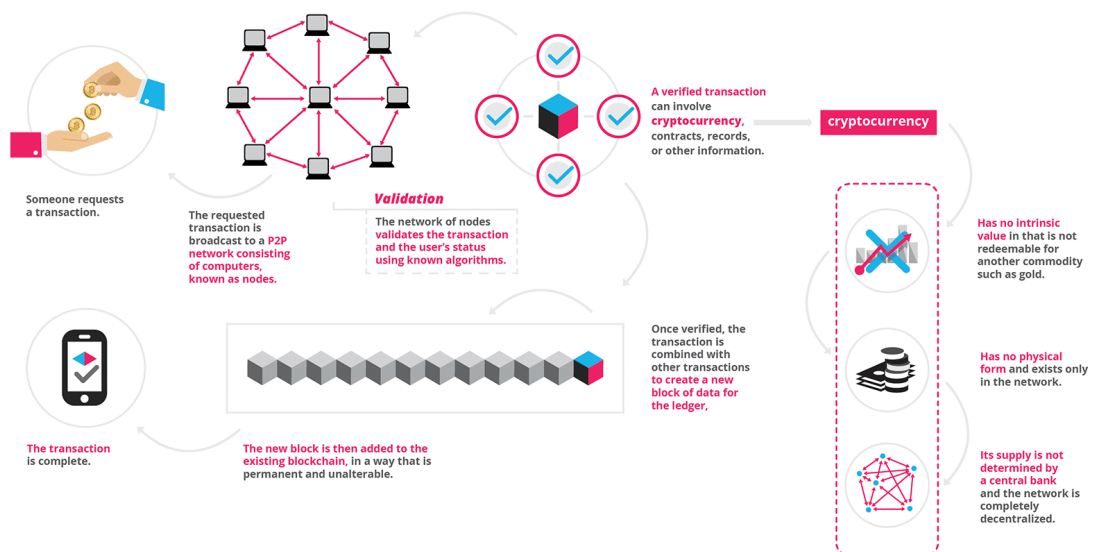 Someone requests
a transaction.
The requested
transaction is
broadcast to a P2P
network consisting
of computers,
known as nodes.
Validation
The network of nodes
validates the transaction
and the user's status
using known algorithms.
A verified transaction
can involve
cryptocurrency,
contracts, records,
or other information.
cryptocurrency
Has no intrinsic
value in that is not
redeemable for
another commodity
such as gold.
Has no physical
form and exists only
in the network.
Its supply is not
determined by
a central bank
and the network is
completely
decentralized.
Once verified, the
transaction is
combined with
other transactions
to create a new
block of data for
the ledger,
The new block is then added to the
existing blockchain, in a way that is
permanent and unalterable.
The transaction
is complete.